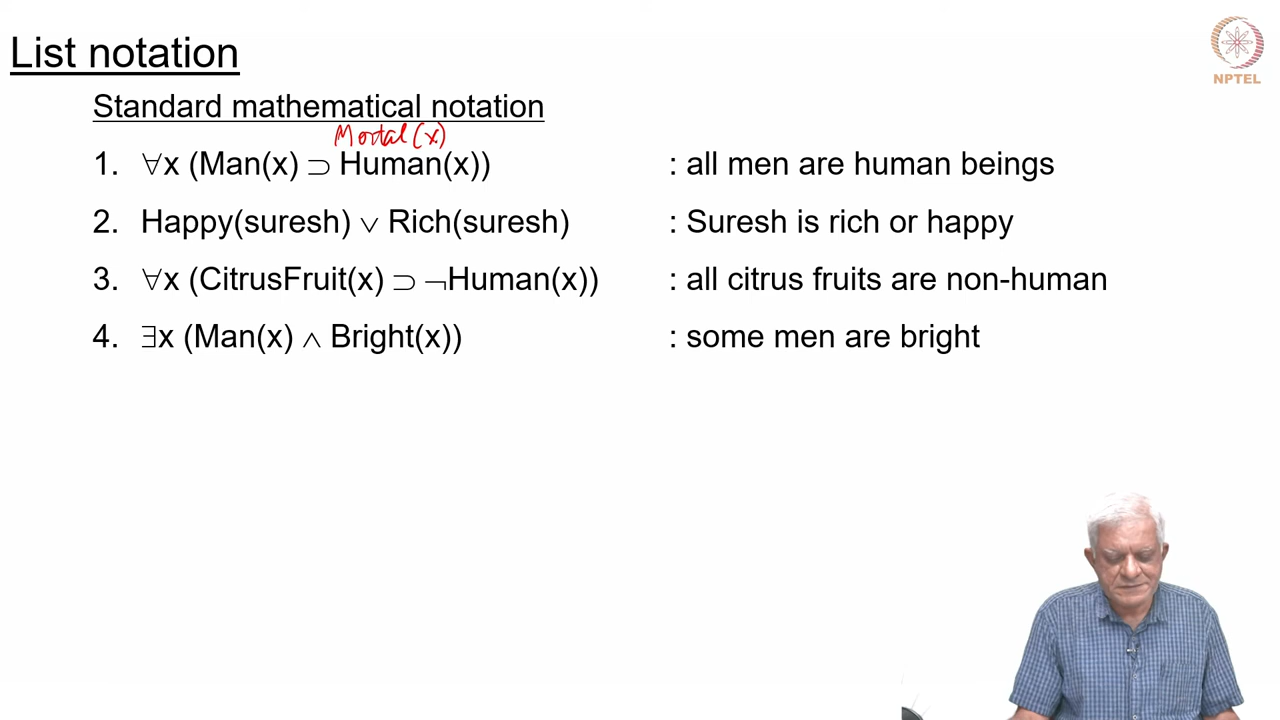 List notation
NPTEL
Standard mathematical notation
Mortal(x)
1. ∀x (Man(x) ⊃ Human(x)) : all men are human beings
2. Happy(suresh) ∨ Rich(suresh) : Suresh is rich or happy
3. ∀x (CitrusFruit(x) ⊃ ¬Human(x)) : all citrus fruits are non-human
4. ∃x (Man(x) ∧ Bright(x)) : some men are bright